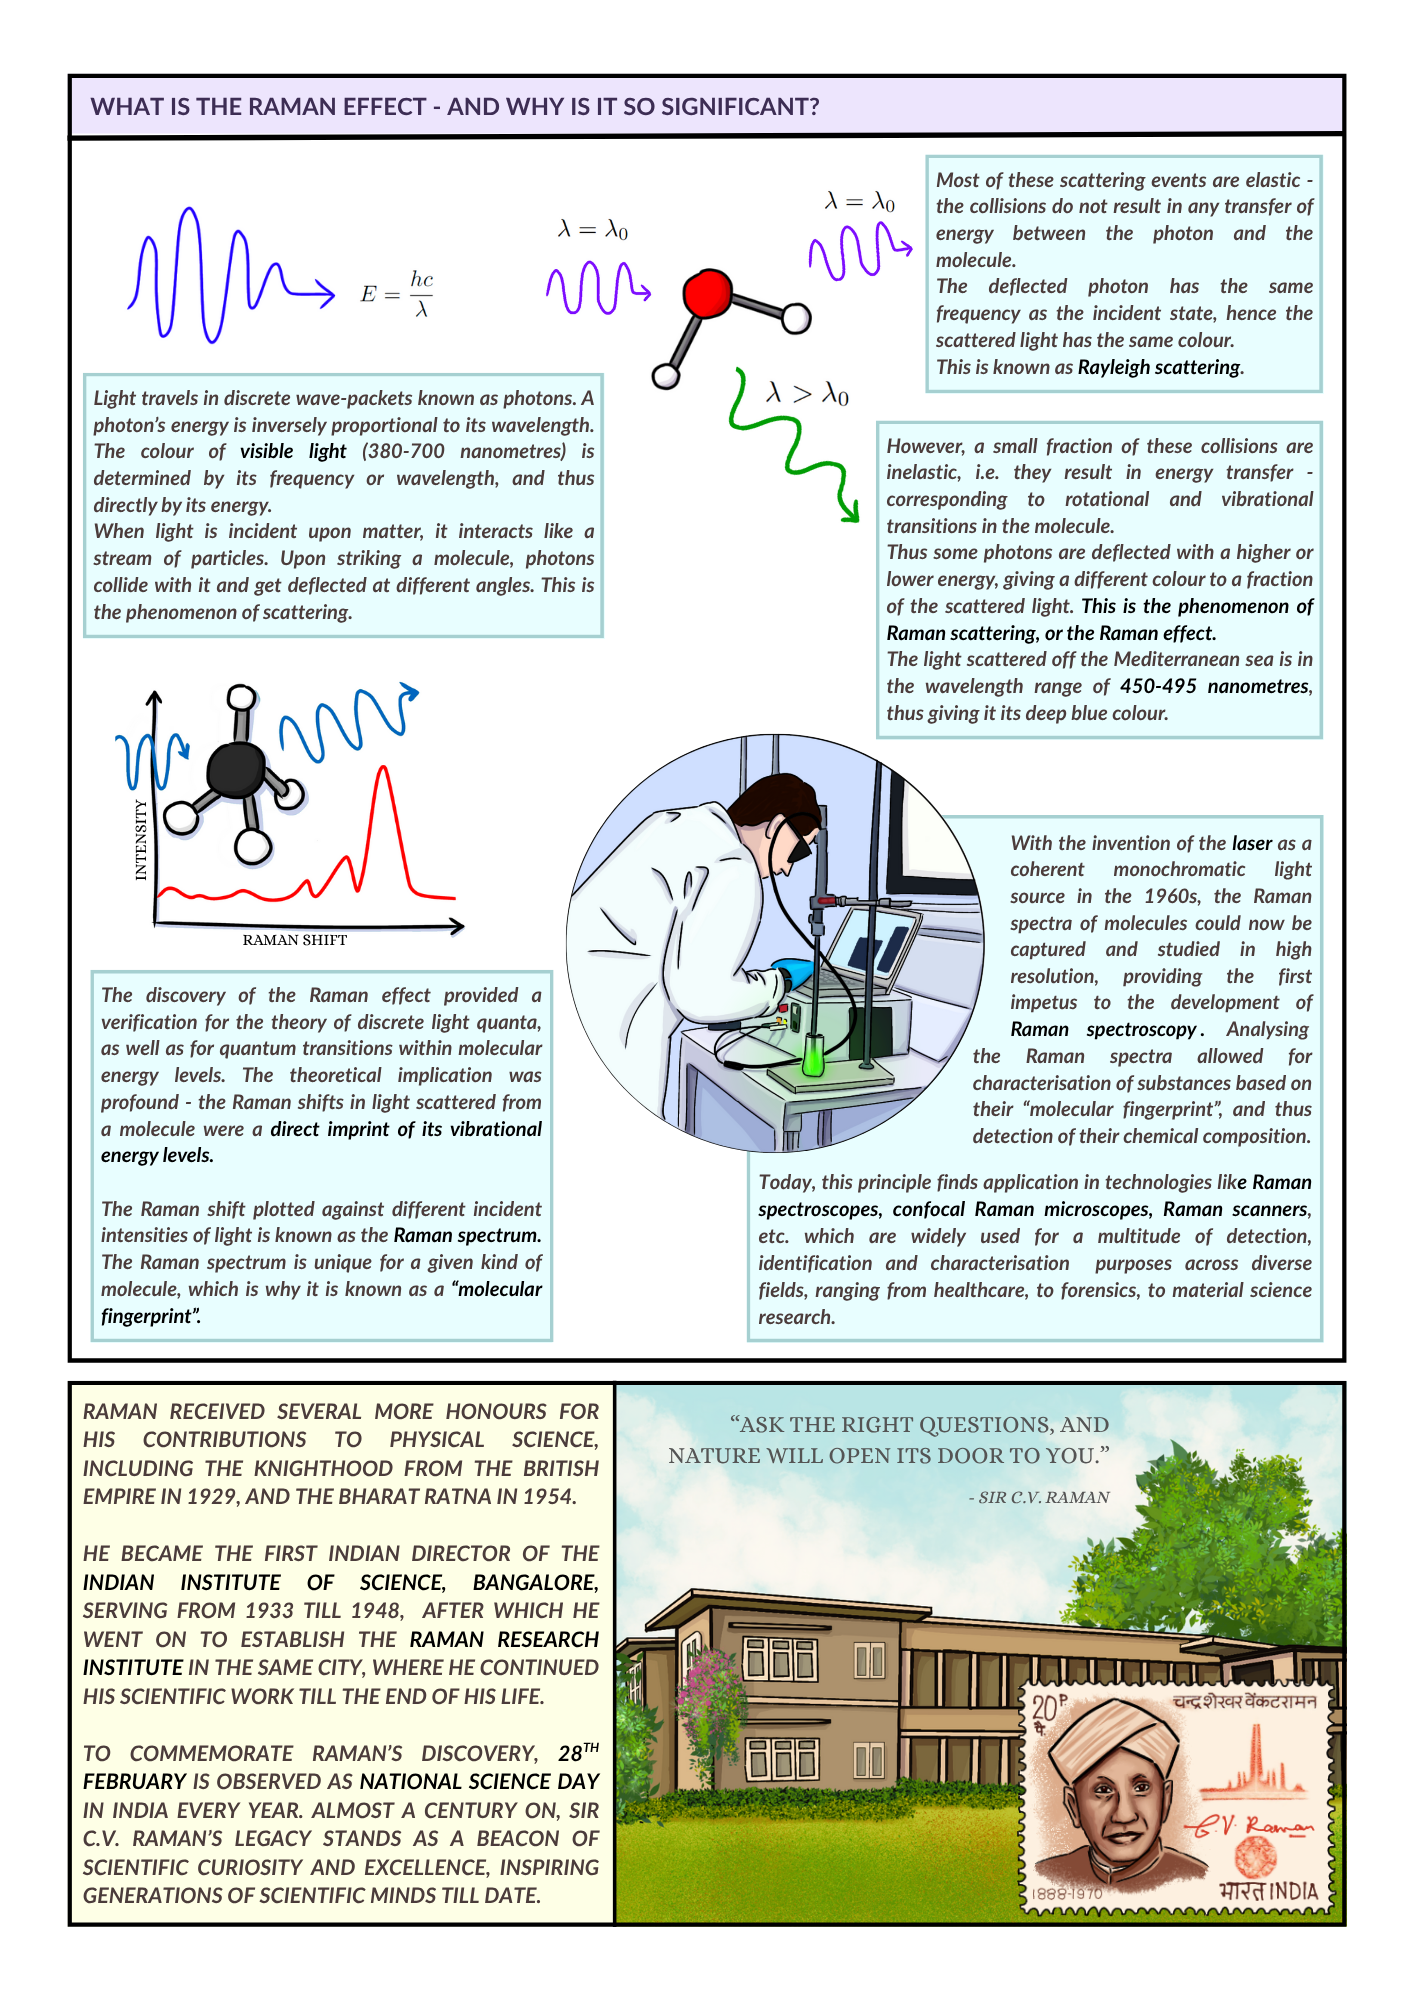 WHAT IS THE RAMAN EFFECT - AND WHY IS IT SO SIGNIFICANT?
E = hc/λ
λ = λ₀
λ = λ₀
λ > λ₀
Light travels in discrete wave-packets known as photons. A
photon's energy is inversely proportional to its wavelength.
The colour of visible light (380-700 nanometres) is
determined by its frequency or wavelength, and thus
directly by its energy.
When light is incident upon matter, it interacts like a
stream of particles. Upon striking a molecule, photons
collide with it and get deflected at different angles. This is
the phenomenon of scattering.
Most of these scattering events are elastic -
the collisions do not result in any transfer of
energy between the photon and the
molecule.
The deflected photon has the same
frequency as the incident state, hence the
scattered light has the same colour.
This is known as Rayleigh scattering.
However, a small fraction of these collisions are
inelastic, i.e. they result in energy transfer -
corresponding to rotational and vibrational
transitions in the molecule.
Thus some photons are deflected with a higher or
lower energy, giving a different colour to a fraction
of the scattered light. This is the phenomenon of
Raman scattering, or the Raman effect.
The light scattered off the Mediterranean sea is in
the wavelength range of 450-495 nanometres,
thus giving it its deep blue colour.
INTENSITY
RAMAN SHIFT
The discovery of the Raman effect provided a
verification for the theory of discrete light quanta,
as well as for quantum transitions within molecular
energy levels. The theoretical implication was
profound - the Raman shifts in light scattered from
a molecule were a direct imprint of its vibrational
energy levels.
The Raman shift plotted against different incident
intensities of light is known as the Raman spectrum.
The Raman spectrum is unique for a given kind of
molecule, which is why it is known as a “molecular
fingerprint”.
With the invention of the laser as a
coherent monochromatic light
source in the 1960s, the Raman
spectra of molecules could now be
captured and studied in high
resolution, providing the first
impetus to the development of
Raman spectroscopy. Analysing
the Raman spectra allowed for
characterisation of substances based on
their “molecular fingerprint”, and thus
detection of their chemical composition.
Today, this principle finds application in technologies like Raman
spectroscopes, confocal Raman microscopes, Raman scanners,
etc. which are widely used for a multitude of detection,
identification and characterisation purposes across diverse
fields, ranging from healthcare, to forensics, to material science
research.
RAMAN RECEIVED SEVERAL MORE HONOURS FOR
HIS CONTRIBUTIONS TO PHYSICAL SCIENCE,
INCLUDING THE KNIGHTHOOD FROM THE BRITISH
EMPIRE IN 1929, AND THE BHARAT RATNA IN 1954.
HE BECAME THE FIRST INDIAN DIRECTOR OF THE
INDIAN INSTITUTE OF SCIENCE, BANGALORE,
SERVING FROM 1933 TILL 1948, AFTER WHICH HE
WENT ON TO ESTABLISH THE RAMAN RESEARCH
INSTITUTE IN THE SAME CITY, WHERE HE CONTINUED
HIS SCIENTIFIC WORK TILL THE END OF HIS LIFE.
TO COMMEMORATE RAMAN'S DISCOVERY, 28TH
FEBRUARY IS OBSERVED AS NATIONAL SCIENCE DAY
IN INDIA EVERY YEAR. ALMOST A CENTURY ON, SIR
C.V. RAMAN'S LEGACY STANDS AS A BEACON OF
SCIENTIFIC CURIOSITY AND EXCELLENCE, INSPIRING
GENERATIONS OF SCIENTIFIC MINDS TILL DATE.
“ASK THE RIGHT QUESTIONS, AND
NATURE WILL OPEN ITS DOOR TO YOU.”
- SIR C.V. RAMAN
20 P
पै.
चन्द्रशेखर वेंकटरामन
C.V. Raman
1888-1970
भारत INDIA